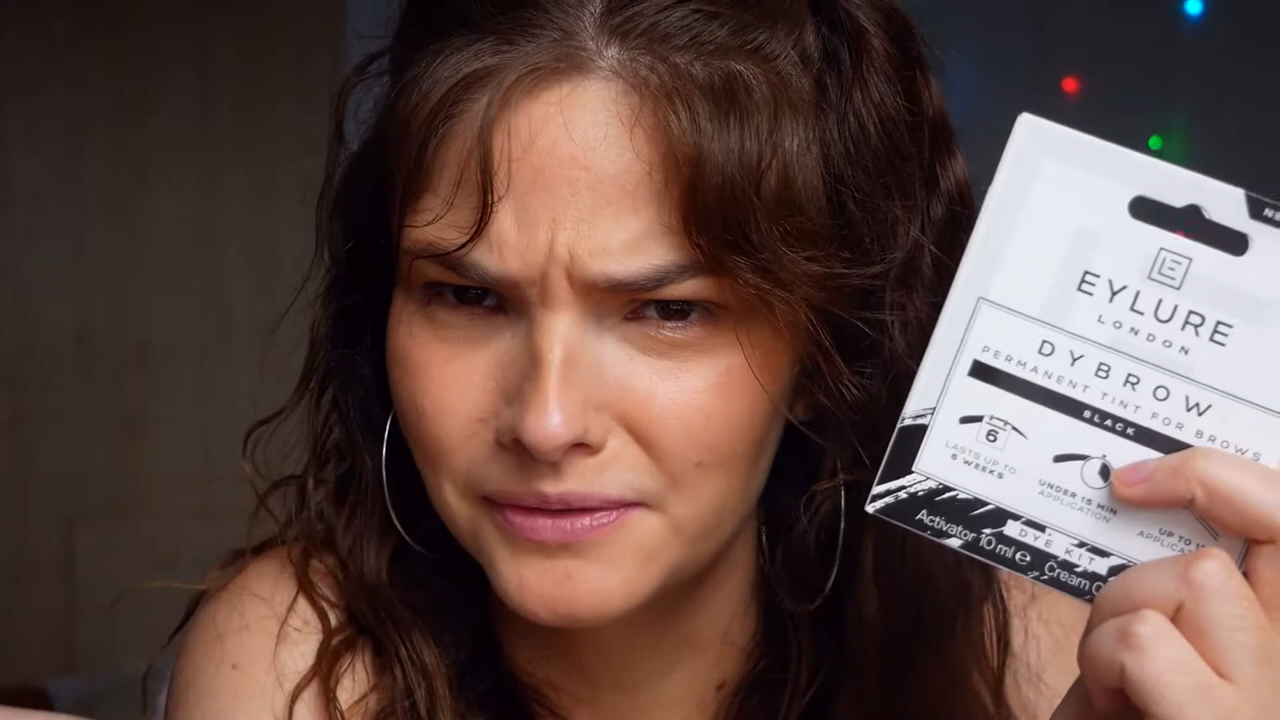 EYLURE
LONDON
DYBROW
PERMANENT TINT FOR BROWS
BLACK
6
LASTS UP TO
6 WEEKS
UNDER 15 MIN
APPLICATION
UP TO
DYE KIT
Activator 10 ml e
Cream